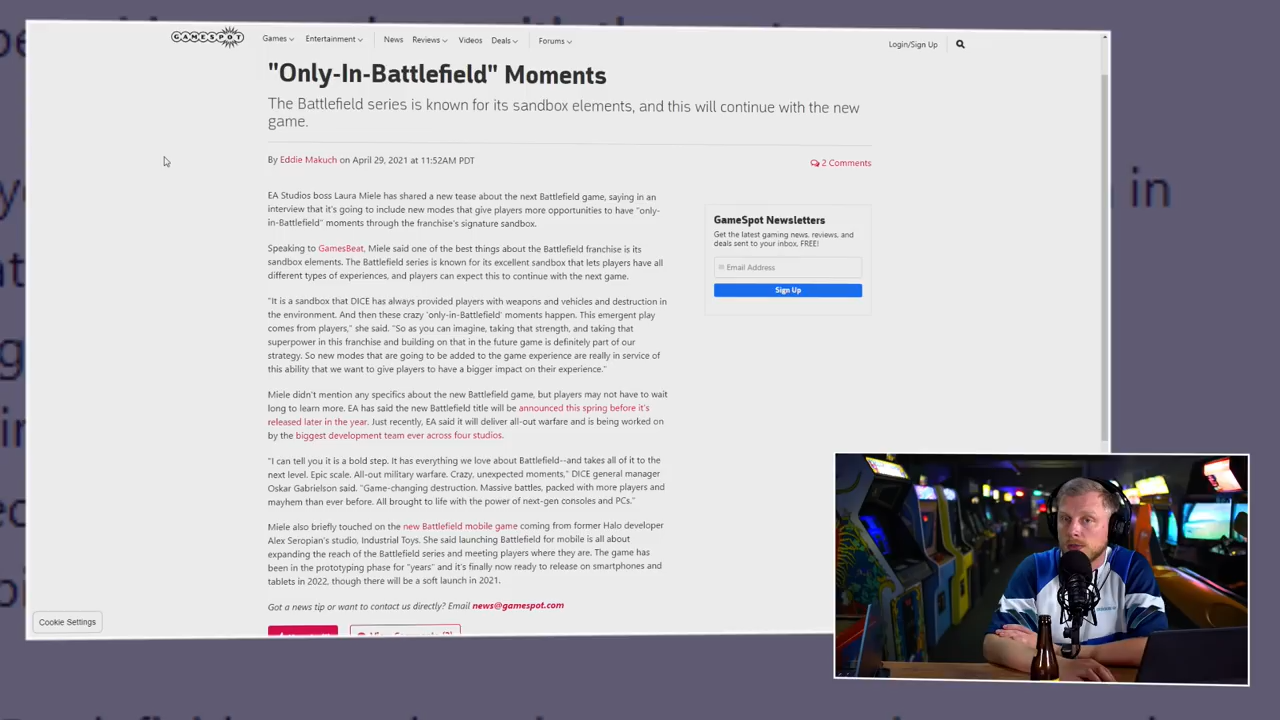 GAMESPOT
Games Entertainment News Reviews Videos Deals Forums Login/Sign Up
"Only-In-Battlefield" Moments
The Battlefield series is known for its sandbox elements, and this will continue with the new
game.
By Eddie Makuch on April 29, 2021 at 11:52AM PDT
2 Comments
EA Studios boss Laura Miele has shared a new tease about the next Battlefield game, saying in an
interview that it's going to include new modes that give players more opportunities to have "only-
in-Battlefield" moments through the franchise's signature sandbox.
Speaking to GamesBeat, Miele said one of the best things about the Battlefield franchise is its
sandbox elements. The Battlefield series is known for its excellent sandbox that lets players have all
different types of experiences, and players can expect this to continue with the next game.
"It is a sandbox that DICE has always provided players with weapons and vehicles and destruction in
the environment. And then these crazy 'only-in-Battlefield' moments happen. This emergent play
comes from players," she said. "So as you can imagine, taking that strength, and taking that
superpower in this franchise and building on that in the future game is definitely part of our
strategy. So new modes that are going to be added to the game experience are really in service of
this ability that we want to give players to have a bigger impact on their experience."
Miele didn't mention any specifics about the new Battlefield game, but players may not have to wait
long to learn more. EA has said the new Battlefield title will be announced this spring before it's
released later in the year. Just recently, EA said it will deliver all-out warfare and is being worked on
by the biggest development team ever across four studios.
"I can tell you it is a bold step. It has everything we love about Battlefield--and takes all of it to the
next level. Epic scale. All-out military warfare. Crazy, unexpected moments," DICE general manager
Oskar Gabrielson said. "Game-changing destruction. Massive battles, packed with more players and
mayhem than ever before. All brought to life with the power of next-gen consoles and PCs."
Miele also briefly touched on the new Battlefield mobile game coming from former Halo developer
Alex Seropian's studio, Industrial Toys. She said launching Battlefield for mobile is all about
expanding the reach of the Battlefield series and meeting players where they are. The game has
been in the prototyping phase for "years" and it's finally now ready to release on smartphones and
tablets in 2022, though there will be a soft launch in 2021.
Got a news tip or want to contact us directly? Email news@gamespot.com
GameSpot Newsletters
Get the latest gaming news, reviews, and
deals sent to your inbox, FREE!
Email Address
Sign Up
Cookie Settings